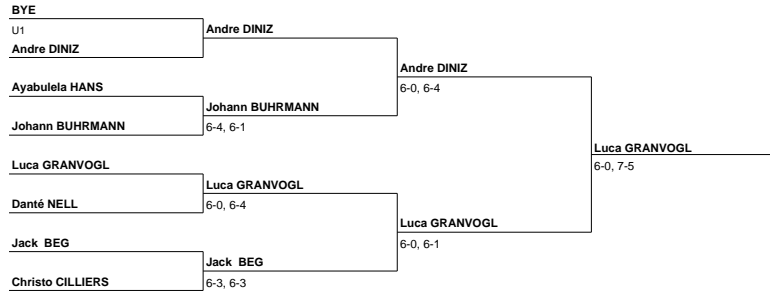 BYE
U1
Andre DINIZ
Ayabulela HANS
Johann BUHRMANN
Luca GRANVOGL
Danté NELL
Jack BEG
Christo CILLIERS
Andre DINIZ
Johann BUHRMANN
6-4, 6-1
Luca GRANVOGL
6-0, 6-4
Jack BEG
6-3, 6-3
Andre DINIZ
6-0, 6-4
Luca GRANVOGL
6-0, 6-1
Luca GRANVOGL
6-0, 7-5